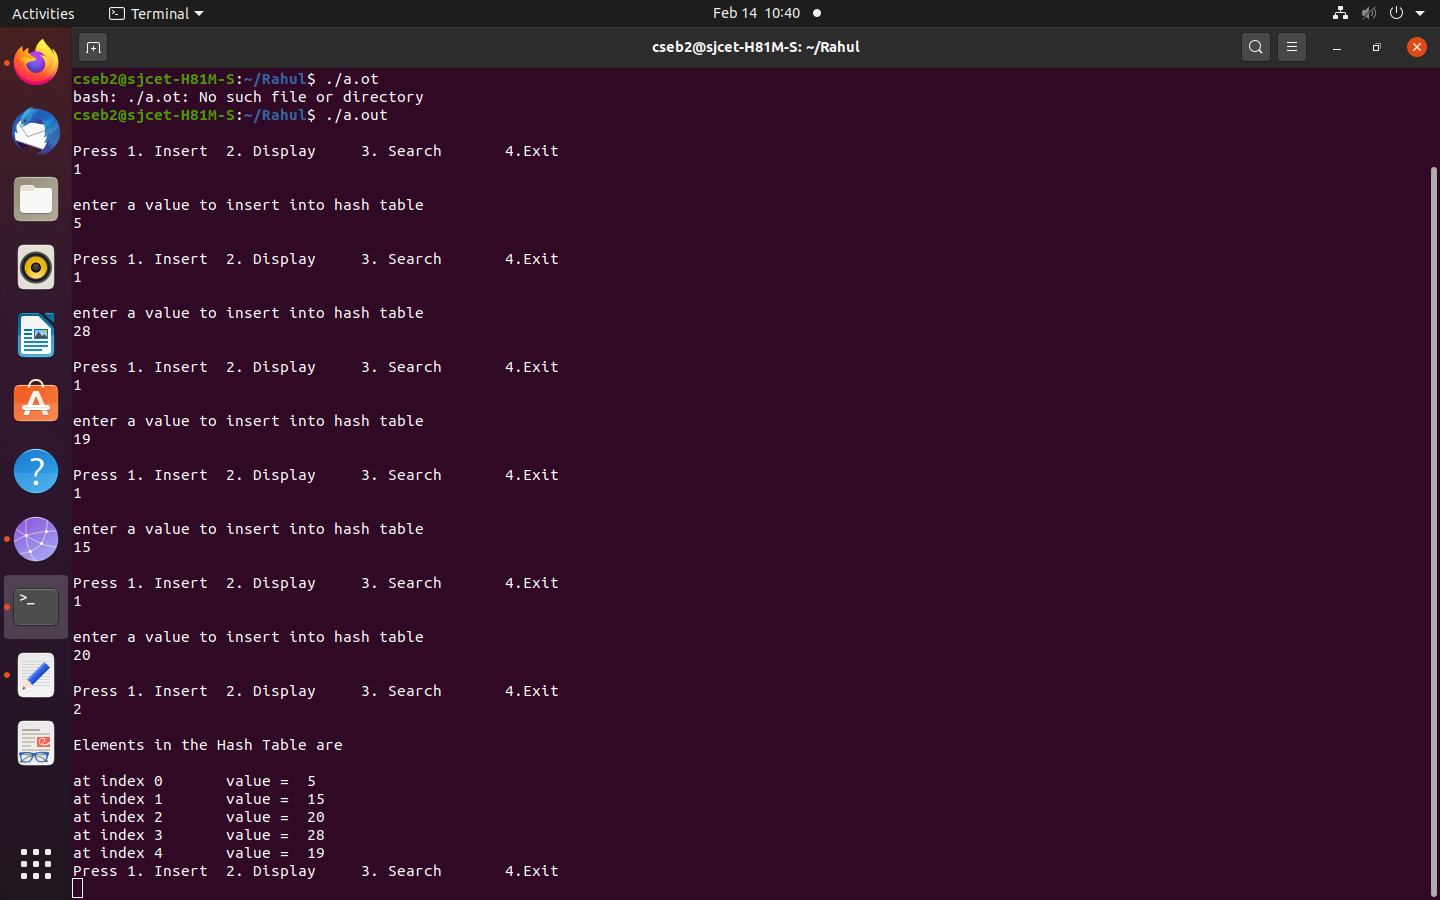 Activities Terminal Feb 14 10:40
cseb2@sjcet-H81M-S: ~/Rahul
cseb2@sjcet-H81M-S:~/Rahul$ ./a.ot
bash: ./a.ot: No such file or directory
cseb2@sjcet-H81M-S:~/Rahul$ ./a.out
Press 1. Insert  2. Display     3. Search       4.Exit
1
enter a value to insert into hash table
5
Press 1. Insert  2. Display     3. Search       4.Exit
1
enter a value to insert into hash table
28
Press 1. Insert  2. Display     3. Search       4.Exit
1
enter a value to insert into hash table
19
Press 1. Insert  2. Display     3. Search       4.Exit
1
enter a value to insert into hash table
15
Press 1. Insert  2. Display     3. Search       4.Exit
1
enter a value to insert into hash table
20
Press 1. Insert  2. Display     3. Search       4.Exit
2
Elements in the Hash Table are
at index 0       value =  5
at index 1       value =  15
at index 2       value =  20
at index 3       value =  28
at index 4       value =  19
Press 1. Insert  2. Display     3. Search       4.Exit